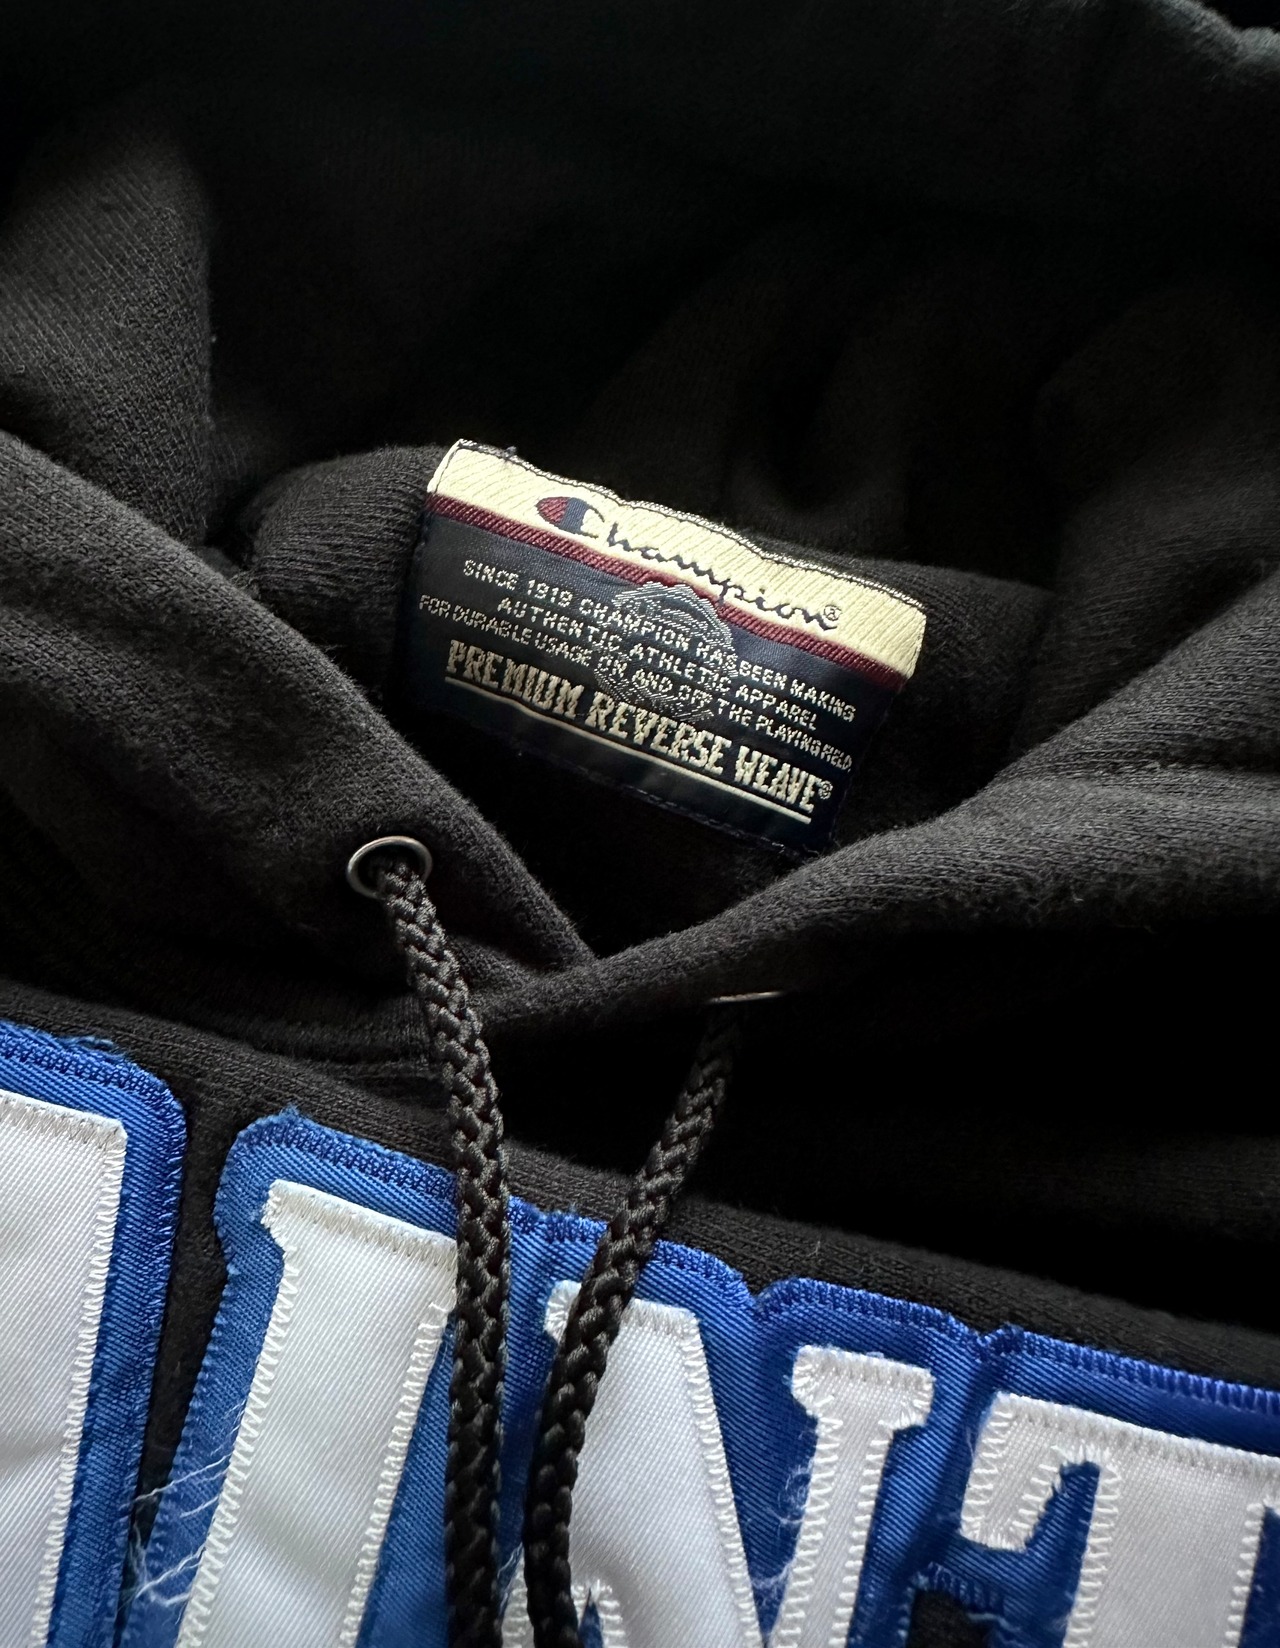 Champion®
SINCE 1919 CHAMPION HAS BEEN MAKING
AUTHENTIC ATHLETIC APPAREL
FOR DURABLE USAGE ON AND OFF THE PLAYING FIELD.
PREMIUM REVERSE WEAVE®